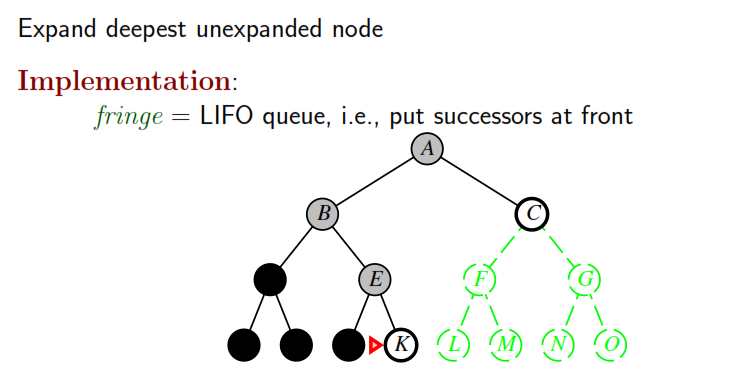 Expand deepest unexpanded node
Implementation:
fringe = LIFO queue, i.e., put successors at front
A
B C
E F G
K L M N O